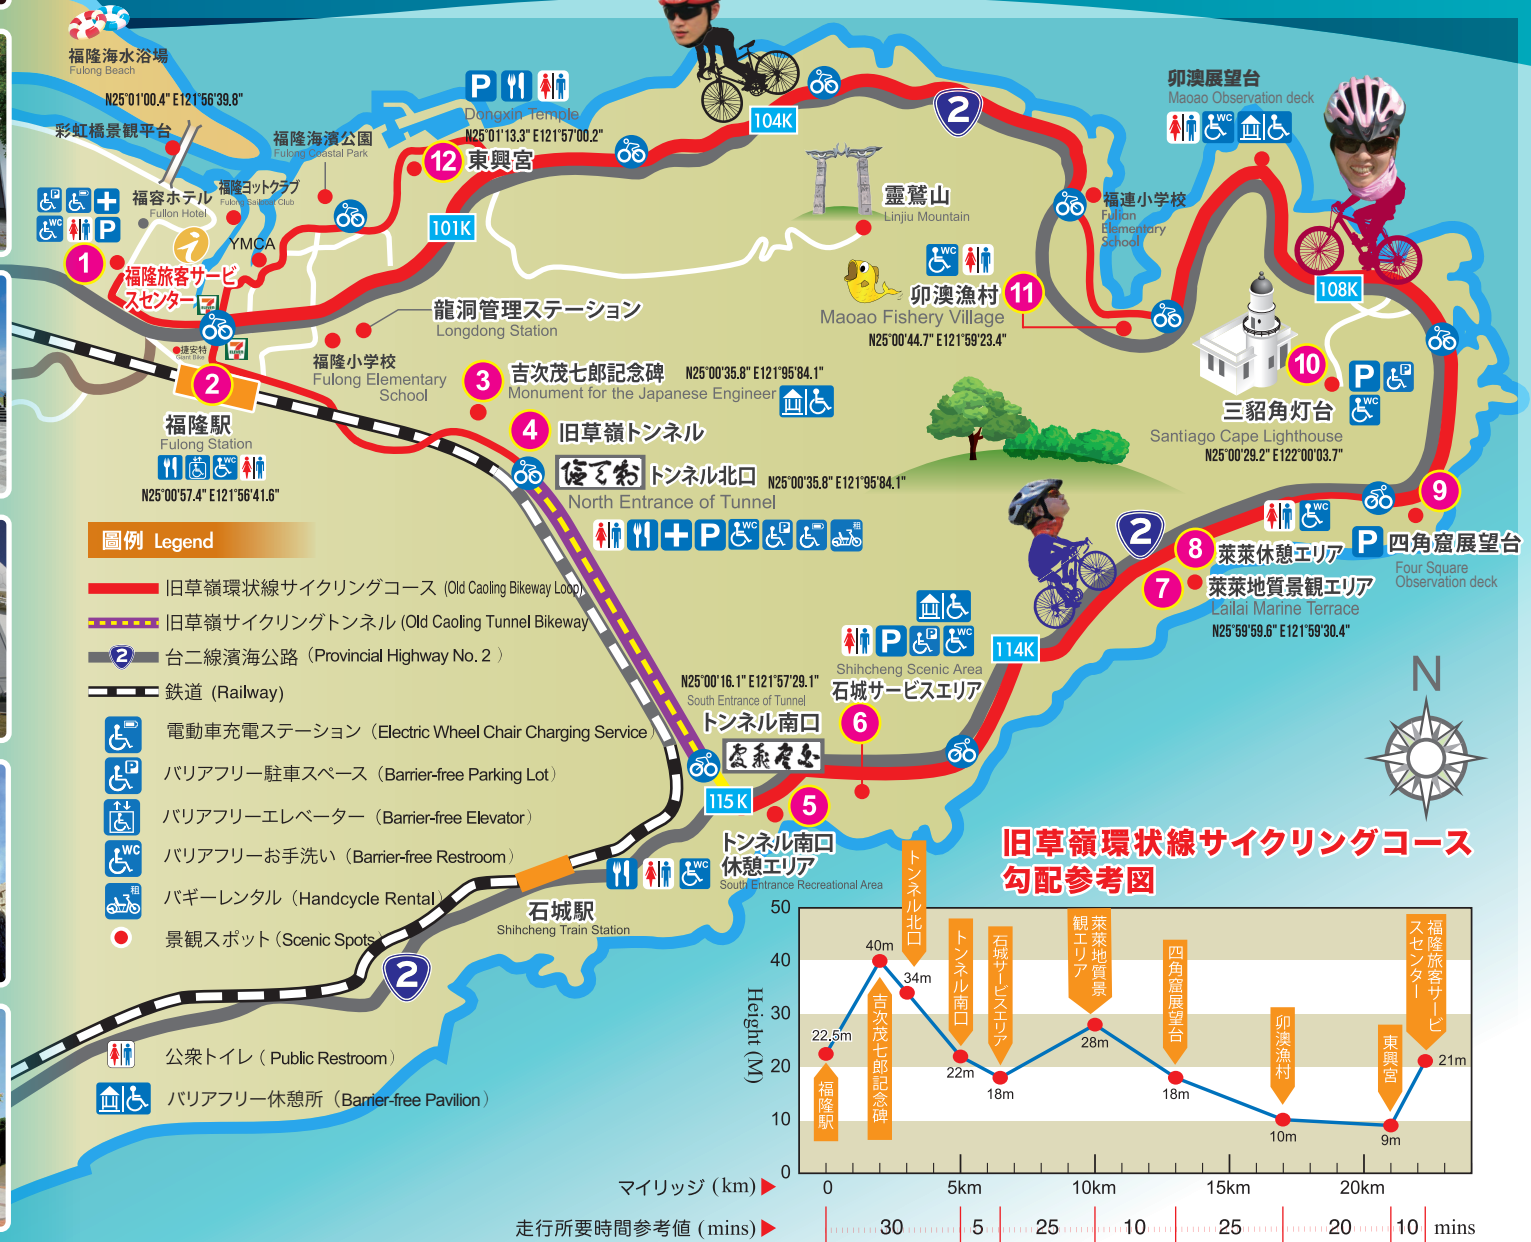 福隆海水浴場
Fulong Beach
N25°01'00.4" E121°56'39.8"
彩虹橋景観平台
福隆海濱公園
Fulong Coastal Park
福容ホテル
Fullon Hotel
福隆ヨットクラブ
Fulong Sailboat Club
YMCA
WC
P
1
福隆旅客サービ
スセンター
7
ELEVEN
捷安特
Giant Bike
2
福隆駅
Fulong Station
WC
N25°00'57.4" E121°56'41.6"
P
Dongxin Temple
N25°01'13.3" E121°57'00.2"
12 東興宮
101K
104K
2
龍洞管理ステーション
Longdong Station
福隆小学校
Fulong Elementary
School
3 吉次茂七郎記念碑
N25°00'35.8" E121°95'84.1"
Monument for the Japanese Engineer
4 旧草嶺トンネル
トンネル北口
N25°00'35.8" E121°95'84.1"
North Entrance of Tunnel
P WC P 租
靈鷲山
Linjiu Mountain
WC
卯澳漁村 11
Maoao Fishery Village
N25°00'44.7" E121°59'23.4"
福連小学校
Fulian
Elementary
School
卯澳展望台
Maoao Observation deck
WC
108K
10
P P
WC
三貂角灯台
Santiago Cape Lighthouse
N25°00'29.2" E122°00'03.7"
9
P 四角窟展望台
Four Square
Observation deck
WC
2
8 萊萊休憩エリア
7 萊萊地質景観エリア
Lailai Marine Terrace
N25°59'59.6" E121°59'30.4"
114K
P P WC
Shihcheng Scenic Area
石城サービスエリア
6
N25°00'16.1" E121°57'29.1"
South Entrance of Tunnel
トンネル南口
115K
5
トンネル南口
休憩エリア
South Entrance Recreational Area
WC
石城駅
Shihcheng Train Station
2
N
圖例 Legend
旧草嶺環状線サイクリングコース (Old Caoling Bikeway Loop)
旧草嶺サイクリングトンネル (Old Caoling Tunnel Bikeway
2 台二線濱海公路 (Provincial Highway No. 2 )
鉄道 (Railway)
電動車充電ステーション (Electric Wheel Chair Charging Service)
P バリアフリー駐車スペース (Barrier-free Parking Lot)
バリアフリーエレベーター (Barrier-free Elevator)
WC バリアフリーお手洗い (Barrier-free Restroom)
租 バギーレンタル (Handcycle Rental)
景観スポット (Scenic Spots)
公衆トイレ ( Public Restroom )
バリアフリー休憩所 (Barrier-free Pavilion )
旧草嶺環状線サイクリングコース
勾配参考図
Height (M)
50
40
30
20
10
0
福隆駅
吉次茂七郎記念碑
トンネル北口
トンネル南口
石城サービスエリア
萊萊地質景
観エリア
四角窟展望台
卯澳漁村
東興宮
福隆旅客サービ
スセンター
22.5m
40m
34m
22m
18m
28m
18m
10m
9m
21m
マイリッジ (km) 0 5km 10km 15km 20km
走行所要時間参考値 (mins) 30 5 25 10 25 20 10 mins